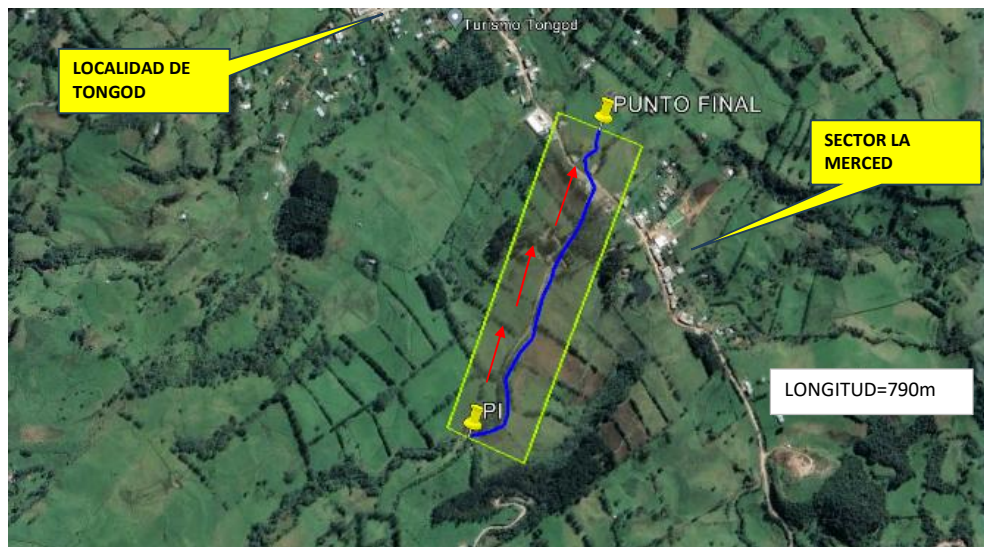 Turismo Tongod
LOCALIDAD DE
TONGOD
PUNTO FINAL
SECTOR LA
MERCED
LONGITUD=790m
PI